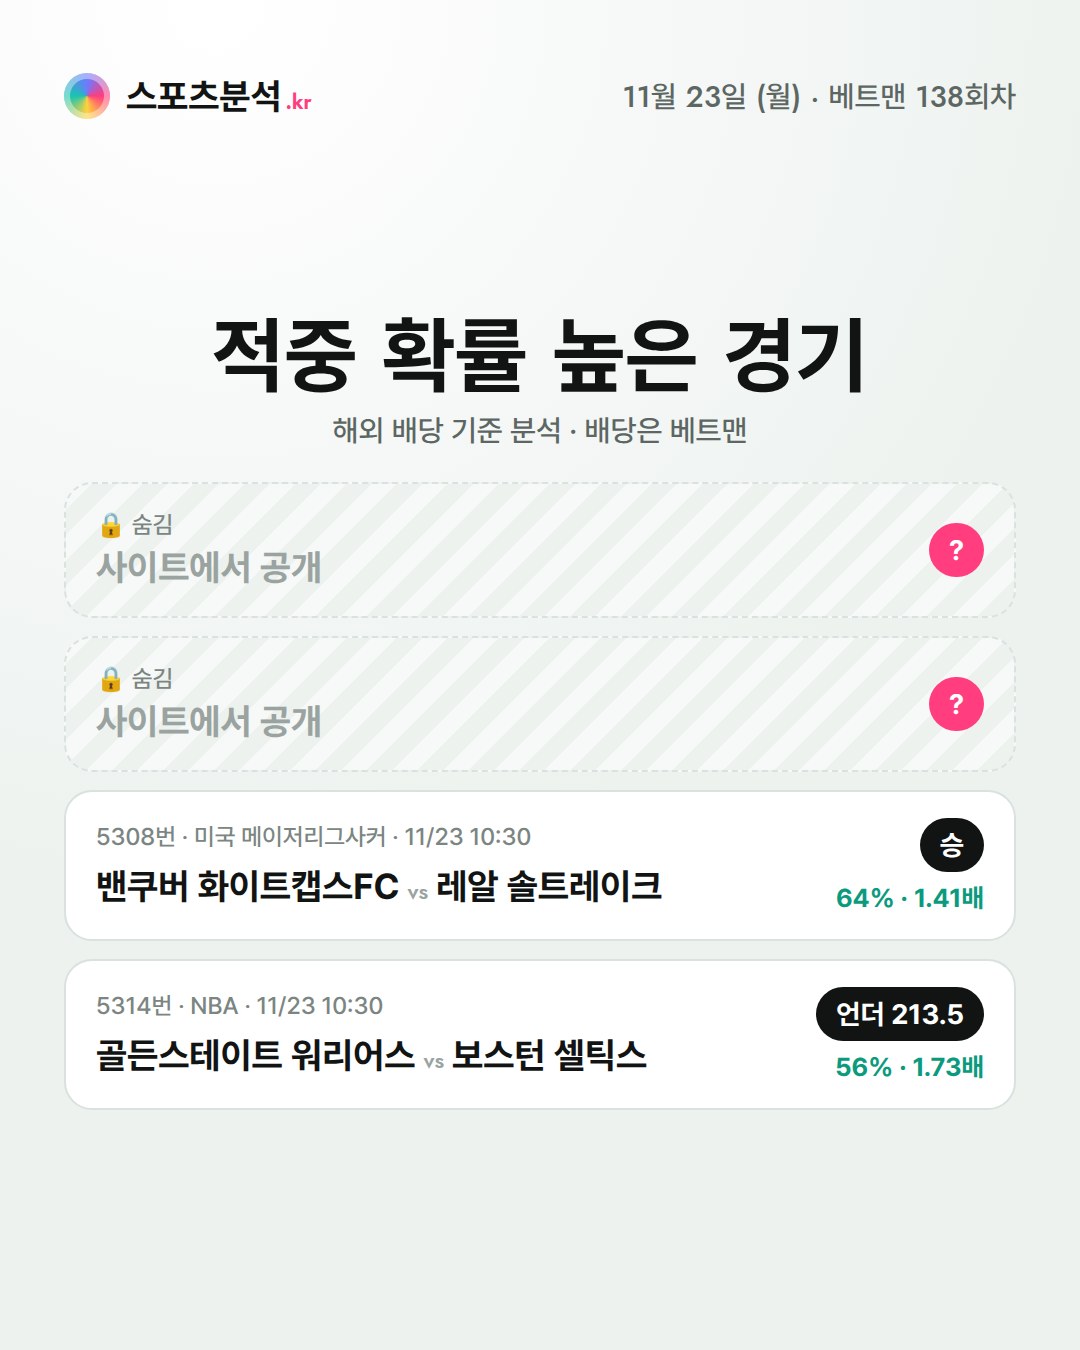 스포츠분석.kr
11월 23일 (월) · 베트맨 138회차
적중 확률 높은 경기
해외 배당 기준 분석 · 배당은 베트맨
🔒 숨김
사이트에서 공개
?
🔒 숨김
사이트에서 공개
?
5308번 · 미국 메이저리그사커 · 11/23 10:30
밴쿠버 화이트캡스FC vs 레알 솔트레이크
승
64% · 1.41배
5314번 · NBA · 11/23 10:30
골든스테이트 워리어스 vs 보스턴 셀틱스
언더 213.5
56% · 1.73배